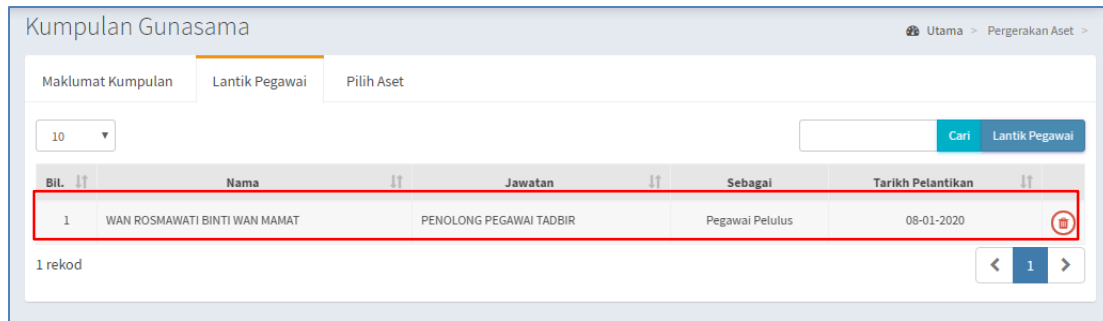 Kumpulan Gunasama
Utama > Pergerakan Aset >
Maklumat Kumpulan Lantik Pegawai Pilih Aset
10 Cari Lantik Pegawai
Bil. Nama Jawatan Sebagai Tarikh Pelantikan
1 WAN ROSMAWATI BINTI WAN MAMAT PENOLONG PEGAWAI TADBIR Pegawai Pelulus 08-01-2020
1 rekod < 1 >